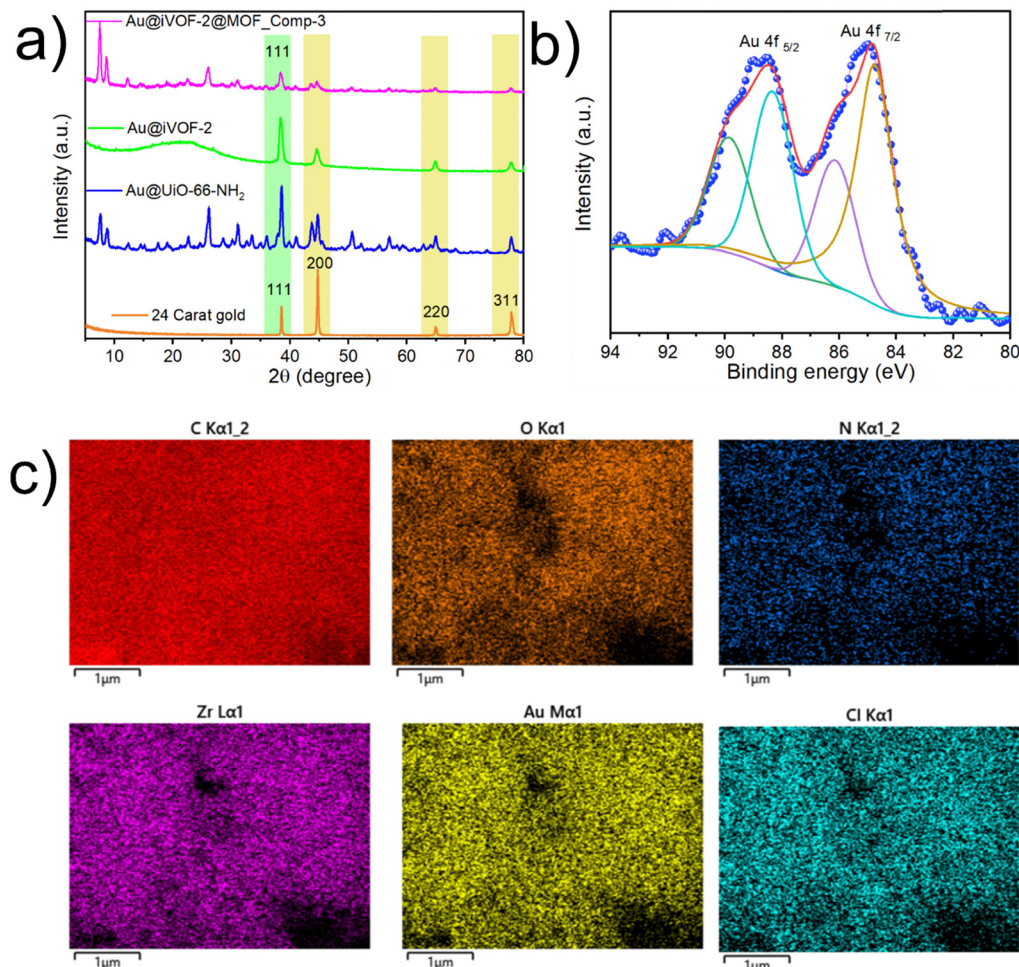 a)
Au@iVOF-2@MOF_Comp-3
111
Au@iVOF-2
Au@UiO-66-NH2
200
111
220
311
24 Carat gold
10 20 30 40 50 60 70 80
2θ (degree)
Intensity (a.u.)
b)
Au 4f 5/2
Au 4f 7/2
94 92 90 88 86 84 82 80
Binding energy (eV)
Intensity (a.u.)
c)
C Kα1_2
O Kα1
N Kα1_2
1μm
1μm
1μm
Zr Lα1
Au Mα1
Cl Kα1
1μm
1μm
1μm